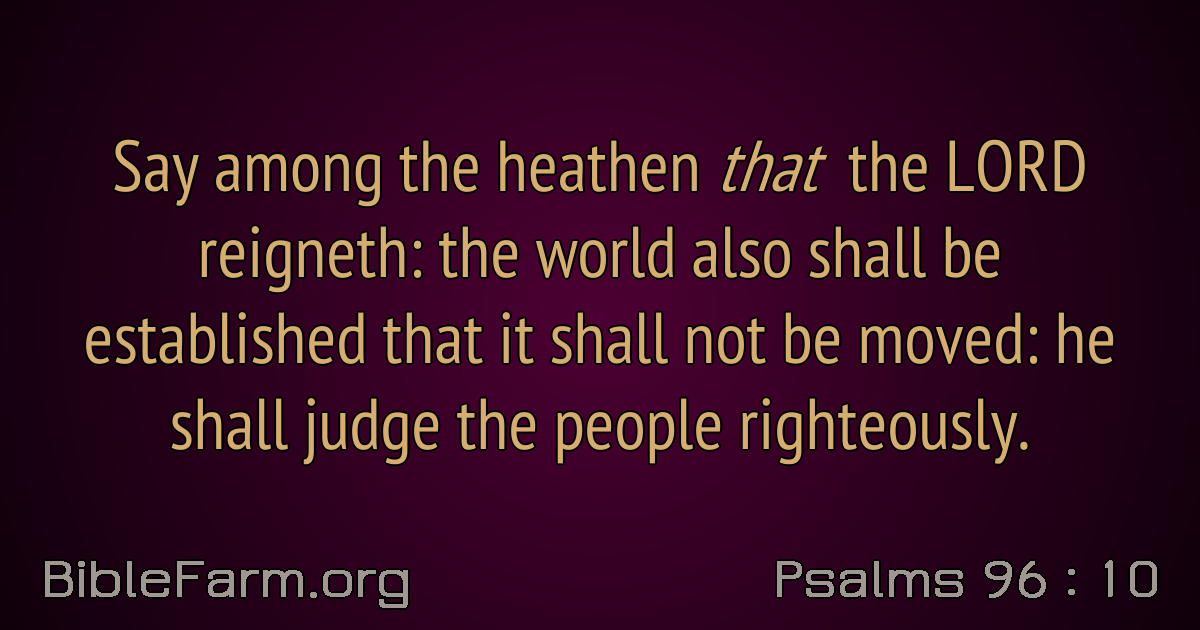 Say among the heathen that the LORD
reigneth: the world also shall be
established that it shall not be moved: he
shall judge the people righteously.
BibleFarm.org
Psalms 96 : 10